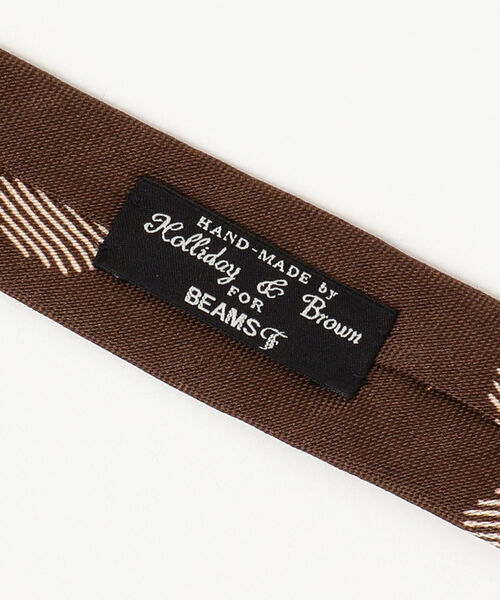 HAND-MADE by
Holliday & Brown
FOR
BEAMS F